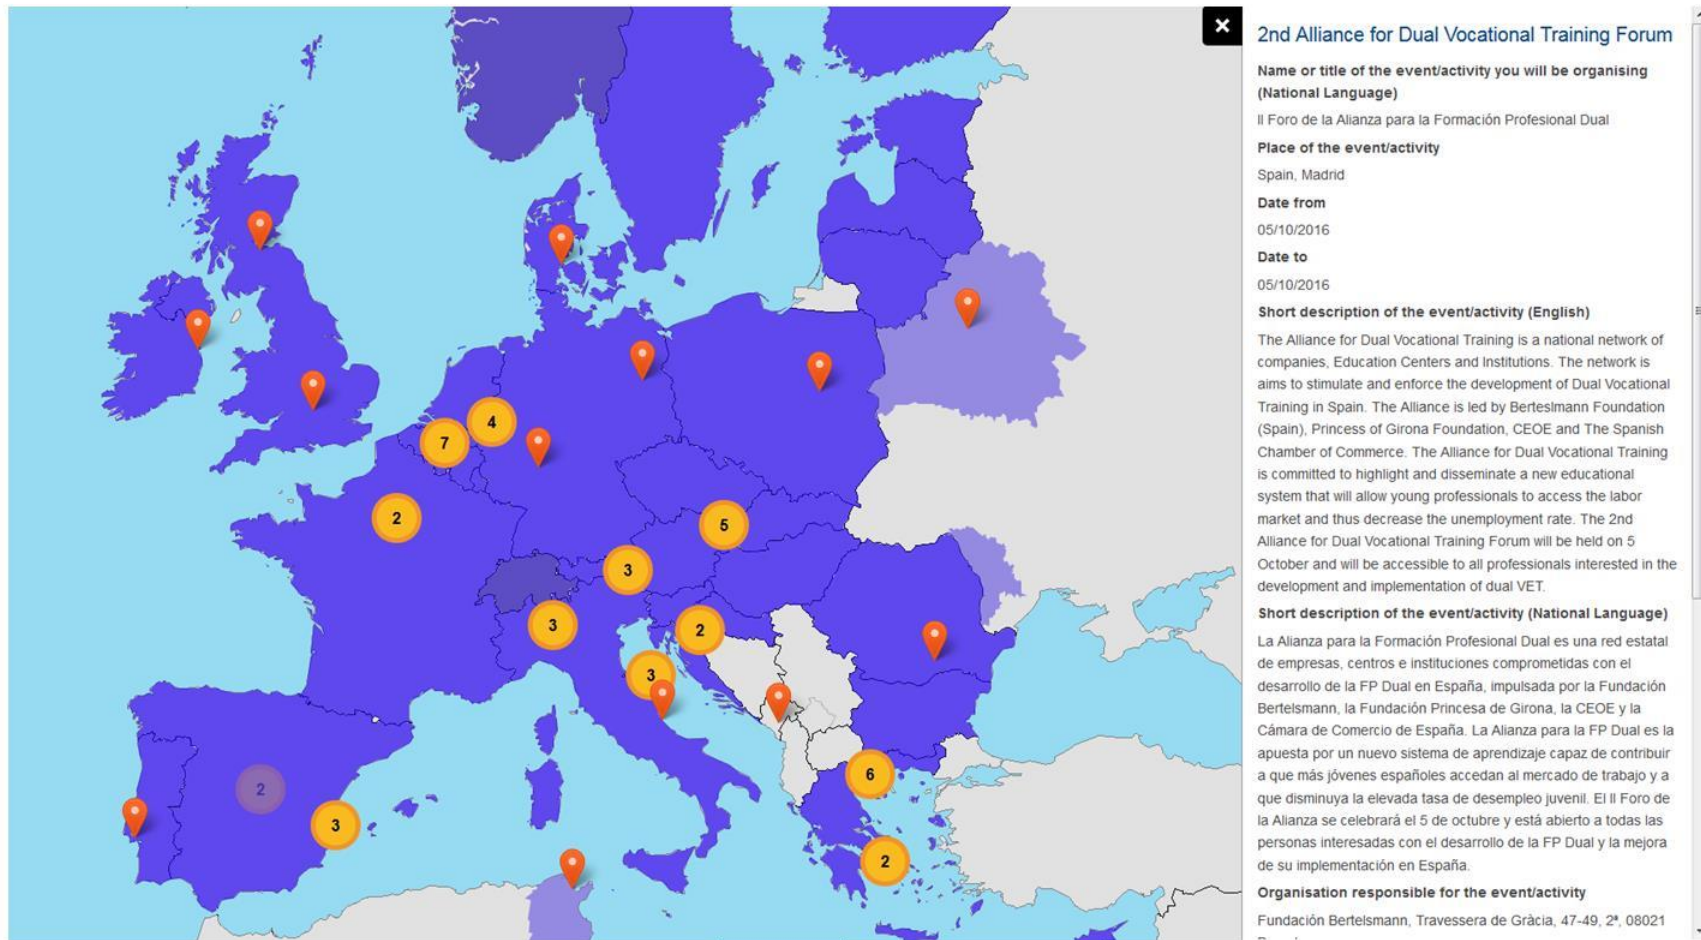 4
7
2
5
3
3
2
3
6
2
3
2
×
2nd Alliance for Dual Vocational Training Forum
Name or title of the event/activity you will be organising
(National Language)
II Foro de la Alianza para la Formación Profesional Dual
Place of the event/activity
Spain, Madrid
Date from
05/10/2016
Date to
05/10/2016
Short description of the event/activity (English)
The Alliance for Dual Vocational Training is a national network of
companies, Education Centers and Institutions. The network is
aims to stimulate and enforce the development of Dual Vocational
Training in Spain. The Alliance is led by Berteslmann Foundation
(Spain), Princess of Girona Foundation, CEOE and The Spanish
Chamber of Commerce. The Alliance for Dual Vocational Training
is committed to highlight and disseminate a new educational
system that will allow young professionals to access the labor
market and thus decrease the unemployment rate. The 2nd
Alliance for Dual Vocational Training Forum will be held on 5
October and will be accessible to all professionals interested in the
development and implementation of dual VET.
Short description of the event/activity (National Language)
La Alianza para la Formación Profesional Dual es una red estatal
de empresas, centros e instituciones comprometidas con el
desarrollo de la FP Dual en España, impulsada por la Fundación
Bertelsmann, la Fundación Princesa de Girona, la CEOE y la
Cámara de Comercio de España. La Alianza para la FP Dual es la
apuesta por un nuevo sistema de aprendizaje capaz de contribuir
a que más jóvenes españoles accedan al mercado de trabajo y a
que disminuya la elevada tasa de desempleo juvenil. El II Foro de
la Alianza se celebrará el 5 de octubre y está abierto a todas las
personas interesadas con el desarrollo de la FP Dual y la mejora
de su implementación en España.
Organisation responsible for the event/activity
Fundación Bertelsmann, Travessera de Gràcia, 47-49, 2ª, 08021